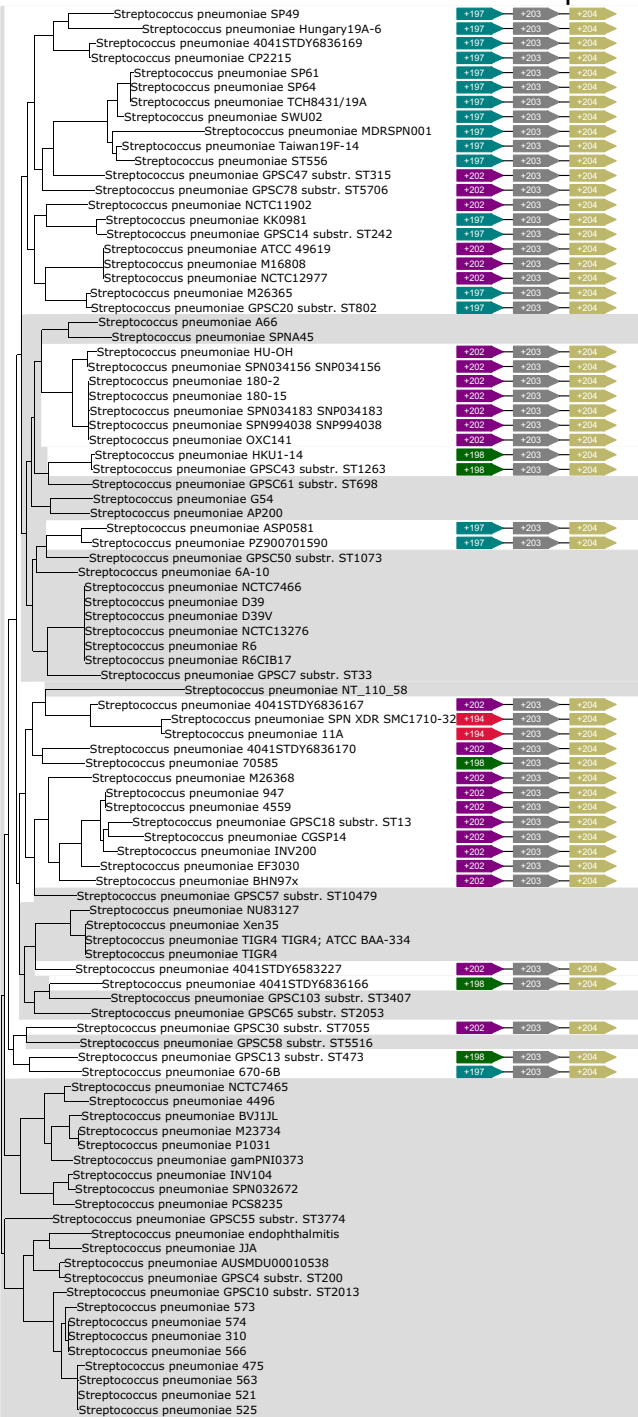 Streptococcus pneumoniae SP49 +197 +203 +204
Streptococcus pneumoniae Hungary19A-6 +197 +203 +204
Streptococcus pneumoniae 4041STDY6836169 +197 +203 +204
Streptococcus pneumoniae CP2215 +197 +203 +204
Streptococcus pneumoniae SP61 +197 +203 +204
Streptococcus pneumoniae SP64 +197 +203 +204
Streptococcus pneumoniae TCH8431/19A +197 +203 +204
Streptococcus pneumoniae SWU02 +197 +203 +204
Streptococcus pneumoniae MDRSPN001 +197 +203 +204
Streptococcus pneumoniae Taiwan19F-14 +197 +203 +204
Streptococcus pneumoniae ST556 +197 +203 +204
Streptococcus pneumoniae GPSC47 substr. ST315 +202 +203 +204
Streptococcus pneumoniae GPSC78 substr. ST5706 +202 +203 +204
Streptococcus pneumoniae NCTC11902 +202 +203 +204
Streptococcus pneumoniae KK0981 +197 +203 +204
Streptococcus pneumoniae GPSC14 substr. ST242 +197 +203 +204
Streptococcus pneumoniae ATCC 49619 +202 +203 +204
Streptococcus pneumoniae M16808 +202 +203 +204
Streptococcus pneumoniae NCTC12977 +202 +203 +204
Streptococcus pneumoniae M26365 +197 +203 +204
Streptococcus pneumoniae GPSC20 substr. ST802 +197 +203 +204
Streptococcus pneumoniae A66
Streptococcus pneumoniae SPNA45
Streptococcus pneumoniae HU-OH +202 +203 +204
Streptococcus pneumoniae SPN034156 SNP034156 +202 +203 +204
Streptococcus pneumoniae 180-2 +202 +203 +204
Streptococcus pneumoniae 180-15 +202 +203 +204
Streptococcus pneumoniae SPN034183 SNP034183 +202 +203 +204
Streptococcus pneumoniae SPN994038 SNP994038 +202 +203 +204
Streptococcus pneumoniae OXC141 +202 +203 +204
Streptococcus pneumoniae HKU1-14 +198 +203 +204
Streptococcus pneumoniae GPSC43 substr. ST1263 +198 +203 +204
Streptococcus pneumoniae GPSC61 substr. ST698
Streptococcus pneumoniae G54
Streptococcus pneumoniae AP200
Streptococcus pneumoniae ASP0581 +197 +203 +204
Streptococcus pneumoniae PZ900701590 +197 +203 +204
Streptococcus pneumoniae GPSC50 substr. ST1073
Streptococcus pneumoniae 6A-10
Streptococcus pneumoniae NCTC7466
Streptococcus pneumoniae D39
Streptococcus pneumoniae D39V
Streptococcus pneumoniae NCTC13276
Streptococcus pneumoniae R6
Streptococcus pneumoniae R6CIB17
Streptococcus pneumoniae GPSC7 substr. ST33
Streptococcus pneumoniae NT_110_58
Streptococcus pneumoniae 4041STDY6836167 +202 +203 +204
Streptococcus pneumoniae SPN XDR SMC1710-32 +194 +203 +204
Streptococcus pneumoniae 11A +194 +203 +204
Streptococcus pneumoniae 4041STDY6836170 +202 +203 +204
Streptococcus pneumoniae 70585 +198 +203 +204
Streptococcus pneumoniae M26368 +202 +203 +204
Streptococcus pneumoniae 947 +202 +203 +204
Streptococcus pneumoniae 4559 +202 +203 +204
Streptococcus pneumoniae GPSC18 substr. ST13 +202 +203 +204
Streptococcus pneumoniae CGSP14 +202 +203 +204
Streptococcus pneumoniae INV200 +202 +203 +204
Streptococcus pneumoniae EF3030 +202 +203 +204
Streptococcus pneumoniae BHN97x +202 +203 +204
Streptococcus pneumoniae GPSC57 substr. ST10479
Streptococcus pneumoniae NU83127
Streptococcus pneumoniae Xen35
Streptococcus pneumoniae TIGR4 TIGR4; ATCC BAA-334
Streptococcus pneumoniae TIGR4
Streptococcus pneumoniae 4041STDY6583227 +202 +203 +204
Streptococcus pneumoniae 4041STDY6836166 +198 +203 +204
Streptococcus pneumoniae GPSC103 substr. ST3407
Streptococcus pneumoniae GPSC65 substr. ST2053
Streptococcus pneumoniae GPSC30 substr. ST7055 +202 +203 +204
Streptococcus pneumoniae GPSC58 substr. ST5516
Streptococcus pneumoniae GPSC13 substr. ST473 +198 +203 +204
Streptococcus pneumoniae 670-6B +197 +203 +204
Streptococcus pneumoniae NCTC7465
Streptococcus pneumoniae 4496
Streptococcus pneumoniae BVJ1JL
Streptococcus pneumoniae M23734
Streptococcus pneumoniae P1031
Streptococcus pneumoniae gamPNI0373
Streptococcus pneumoniae INV104
Streptococcus pneumoniae SPN032672
Streptococcus pneumoniae PCS8235
Streptococcus pneumoniae GPSC55 substr. ST3774
Streptococcus pneumoniae endophthalmitis
Streptococcus pneumoniae JJA
Streptococcus pneumoniae AUSMDU00010538
Streptococcus pneumoniae GPSC4 substr. ST200
Streptococcus pneumoniae GPSC10 substr. ST2013
Streptococcus pneumoniae 573
Streptococcus pneumoniae 574
Streptococcus pneumoniae 310
Streptococcus pneumoniae 566
Streptococcus pneumoniae 475
Streptococcus pneumoniae 563
Streptococcus pneumoniae 521
Streptococcus pneumoniae 525